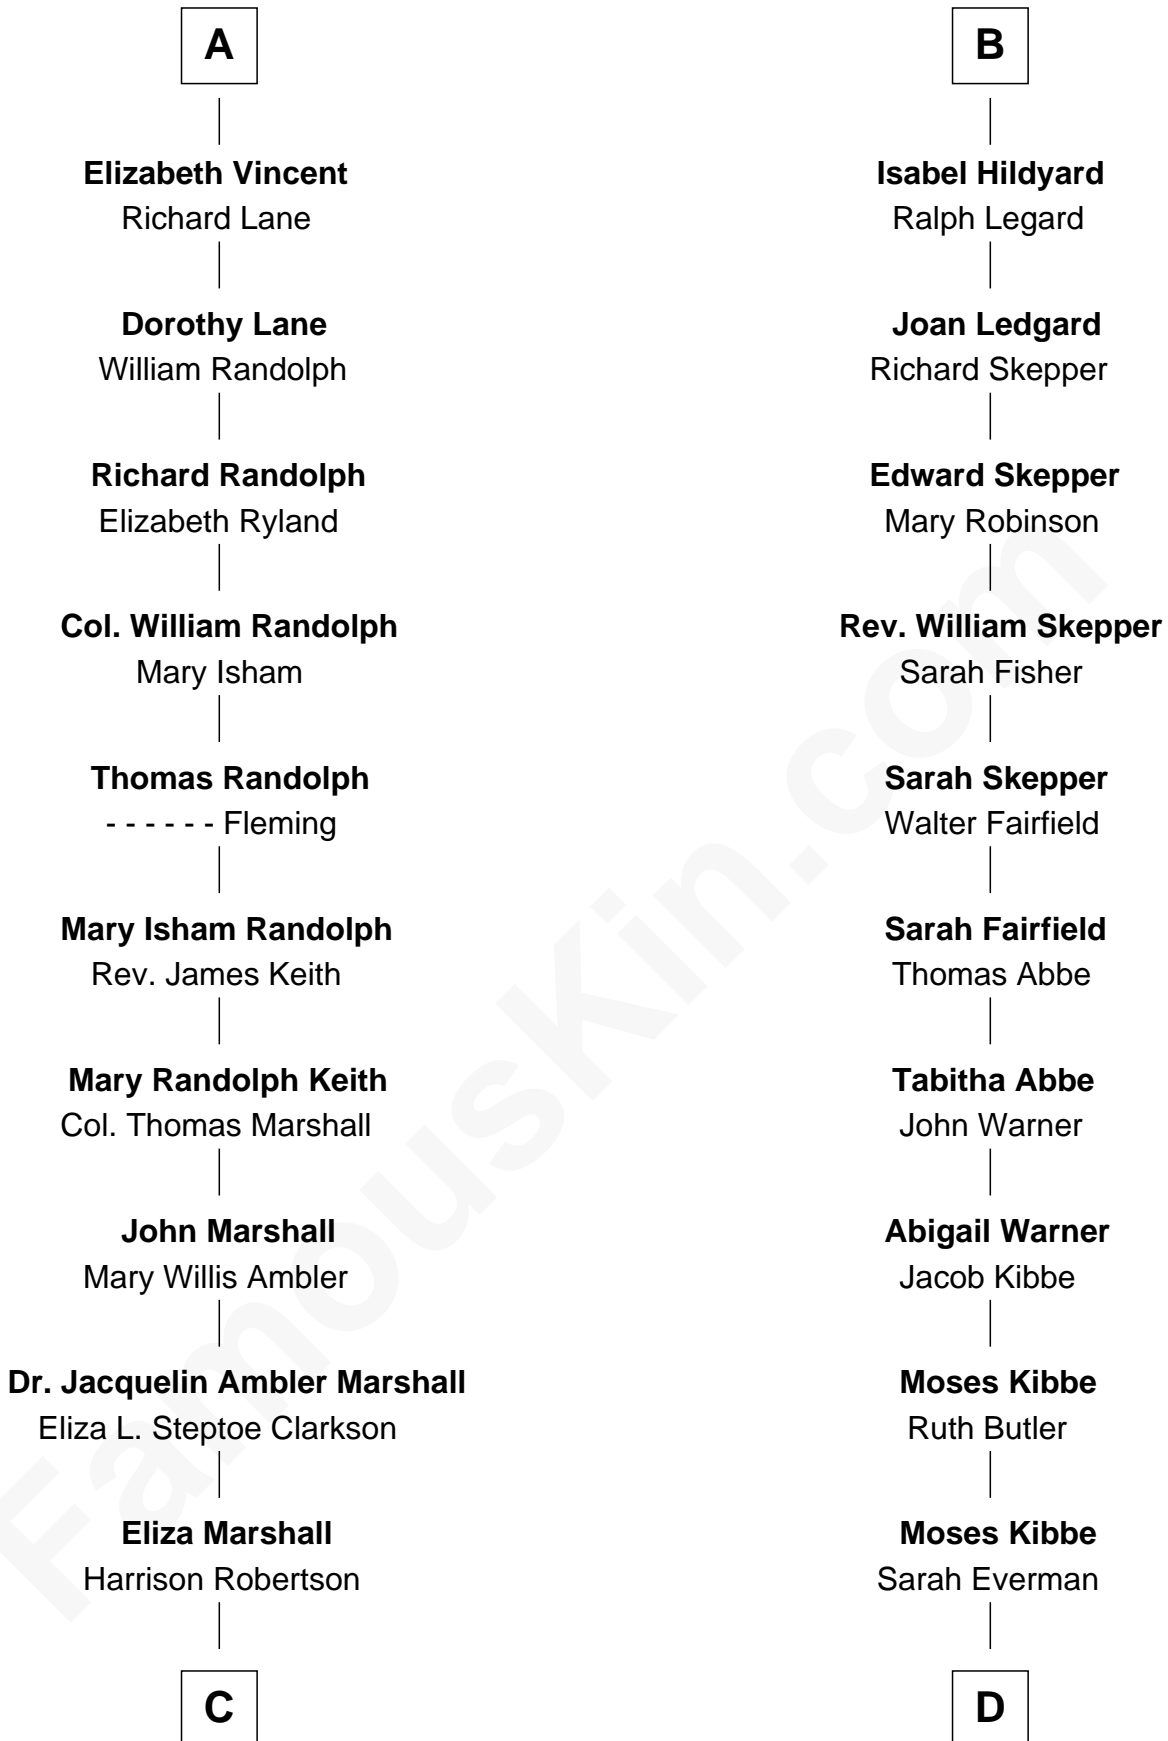 A
Elizabeth Vincent
Richard Lane
Dorothy Lane
William Randolph
Richard Randolph
Elizabeth Ryland
Col. William Randolph
Mary Isham
Thomas Randolph
- - - - - - Fleming
Mary Isham Randolph
Rev. James Keith
Mary Randolph Keith
Col. Thomas Marshall
John Marshall
Mary Willis Ambler
Dr. Jacquelin Ambler Marshall
Eliza L. Steptoe Clarkson
Eliza Marshall
Harrison Robertson
C
B
Isabel Hildyard
Ralph Legard
Joan Ledgard
Richard Skepper
Edward Skepper
Mary Robinson
Rev. William Skepper
Sarah Fisher
Sarah Skepper
Walter Fairfield
Sarah Fairfield
Thomas Abbe
Tabitha Abbe
John Warner
Abigail Warner
Jacob Kibbe
Moses Kibbe
Ruth Butler
Moses Kibbe
Sarah Everman
D
FamousKin.com